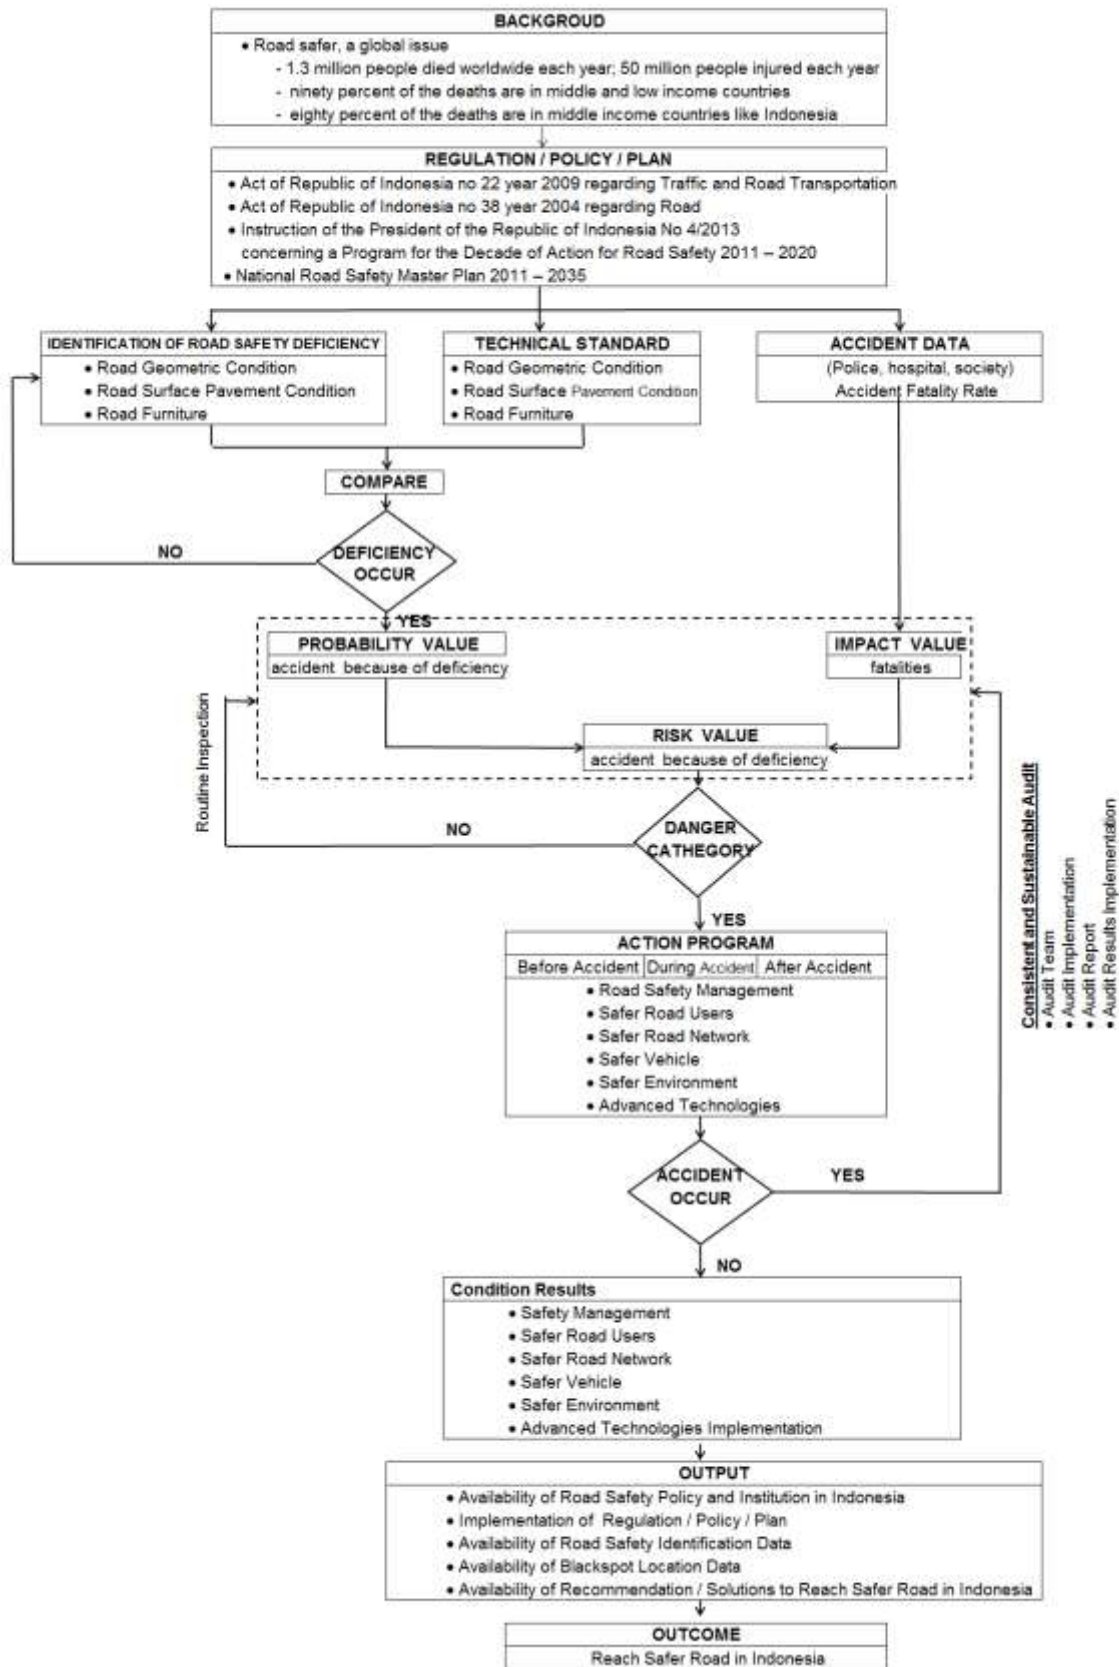 BACKGROUD
• Road safer, a global issue
- 1.3 million people died worldwide each year; 50 million people injured each year
- ninety percent of the deaths are in middle and low income countries
- eighty percent of the deaths are in middle income countries like Indonesia
REGULATION / POLICY / PLAN
• Act of Republic of Indonesia no 22 year 2009 regarding Traffic and Road Transportation
• Act of Republic of Indonesia no 38 year 2004 regarding Road
• Instruction of the President of the Republic of Indonesia No 4/2013
concerning a Program for the Decade of Action for Road Safety 2011 – 2020
• National Road Safety Master Plan 2011 – 2035
IDENTIFICATION OF ROAD SAFETY DEFICIENCY
• Road Geometric Condition
• Road Surface Pavement Condition
• Road Furniture
TECHNICAL STANDARD
• Road Geometric Condition
• Road Surface Pavement Condition
• Road Furniture
ACCIDENT DATA
(Police, hospital, society)
Accident Fatality Rate
COMPARE
DEFICIENCY
OCCUR
NO
YES
PROBABILITY VALUE
accident because of deficiency
IMPACT VALUE
fatalities
RISK VALUE
accident because of deficiency
Routine Inspection
DANGER
CATHEGORY
NO
YES
ACTION PROGRAM
Before Accident During Accident After Accident
• Road Safety Management
• Safer Road Users
• Safer Road Network
• Safer Vehicle
• Safer Environment
• Advanced Technologies
Consistent and Sustainable Audit
• Audit Team
• Audit Implementation
• Audit Report
• Audit Results Implementation
ACCIDENT
OCCUR
YES
NO
Condition Results
• Safety Management
• Safer Road Users
• Safer Road Network
• Safer Vehicle
• Safer Environment
• Advanced Technologies Implementation
OUTPUT
• Availability of Road Safety Policy and Institution in Indonesia
• Implementation of Regulation / Policy / Plan
• Availability of Road Safety Identification Data
• Availability of Blackspot Location Data
• Availability of Recommendation / Solutions to Reach Safer Road in Indonesia
OUTCOME
Reach Safer Road in Indonesia